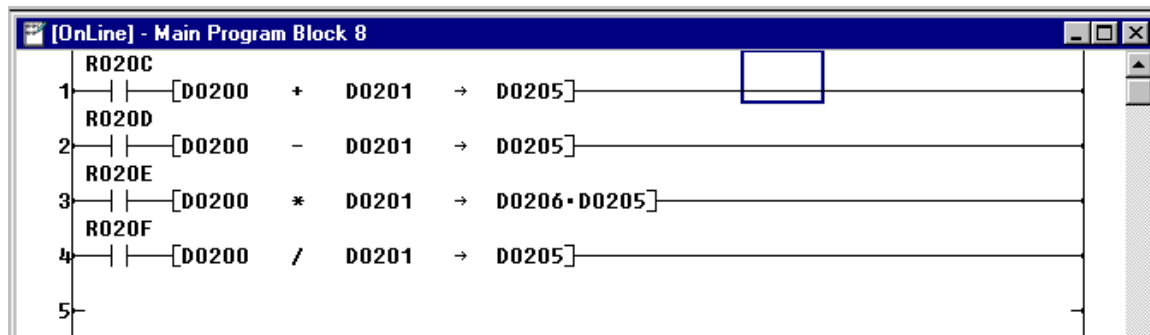 [OnLine] - Main Program Block 8
R020C
1 [D0200 + D0201 → D0205]
R020D
2 [D0200 - D0201 → D0205]
R020E
3 [D0200 * D0201 → D0206·D0205]
R020F
4 [D0200 / D0201 → D0205]
5